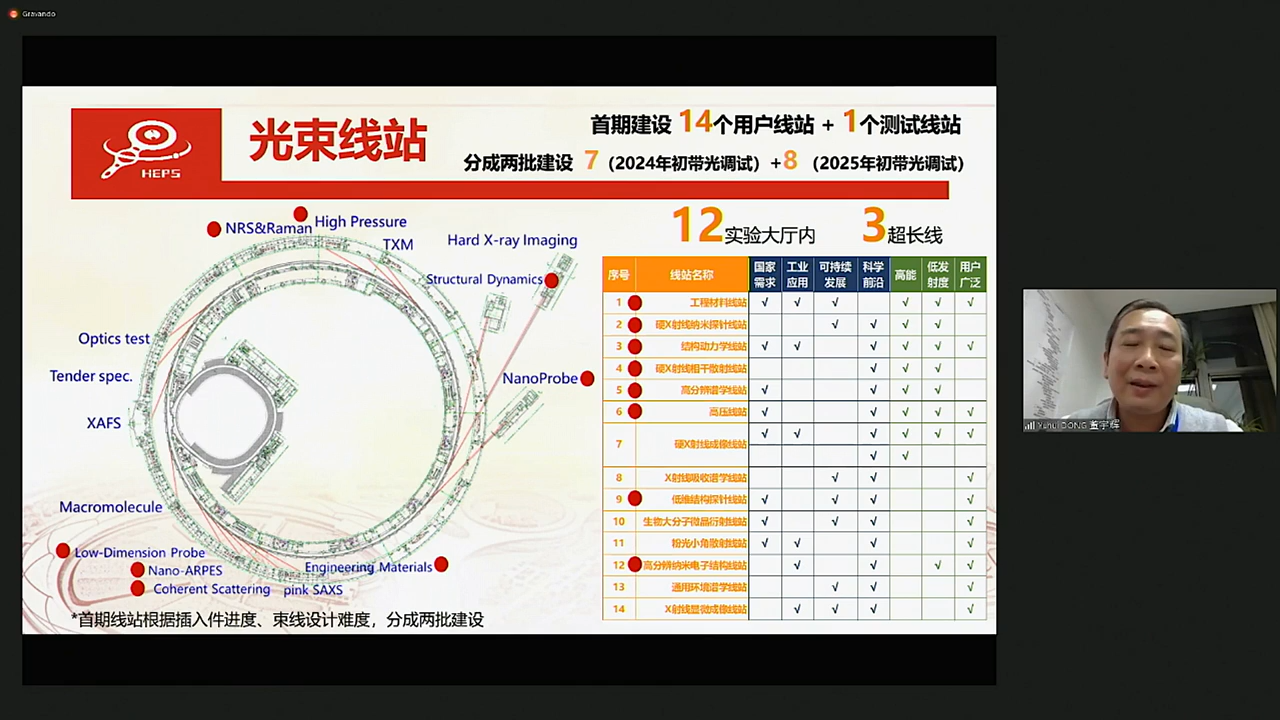 Gravando
HEPS
光束线站
首期建设 14个用户线站 + 1个测试线站
分成两批建设 7 (2024年初带光调试) +8 (2025年初带光调试)
12实验大厅内 3超长线
NRS&Raman
High Pressure
TXM
Hard X-ray Imaging
Structural Dynamics
NanoProbe
Optics test
Tender spec.
XAFS
Macromolecule
Low-Dimension Probe
Nano-ARPES
Coherent Scattering
Engineering Materials
pink SAXS
*首期线站根据插入件进度、束线设计难度，分成两批建设
序号 线站名称 国家需求 工业应用 可持续发展 科学前沿 高能 低发射度 用户广泛
1 工程材料线站 √ √ √ √ √ √
2 硬X射线纳米探针线站 √ √ √ √
3 结构动力学线站 √ √ √ √ √ √
4 硬X射线相干散射线站 √ √ √
5 高分辨谱学线站 √ √ √ √
6 高压线站 √ √ √ √ √
7 硬X射线成像线站 √ √ √ √ √ √
√ √
8 X射线吸收谱学线站 √ √ √
9 低维结构探针线站 √ √ √ √
10 生物大分子微晶衍射线站 √ √ √ √
11 粉光小角散射线站 √ √ √ √
12 高分辨纳米电子结构线站 √ √ √ √
13 通用环境谱学线站 √ √ √
14 X射线显微成像线站 √ √ √ √
Yuhui DONG 董宇辉